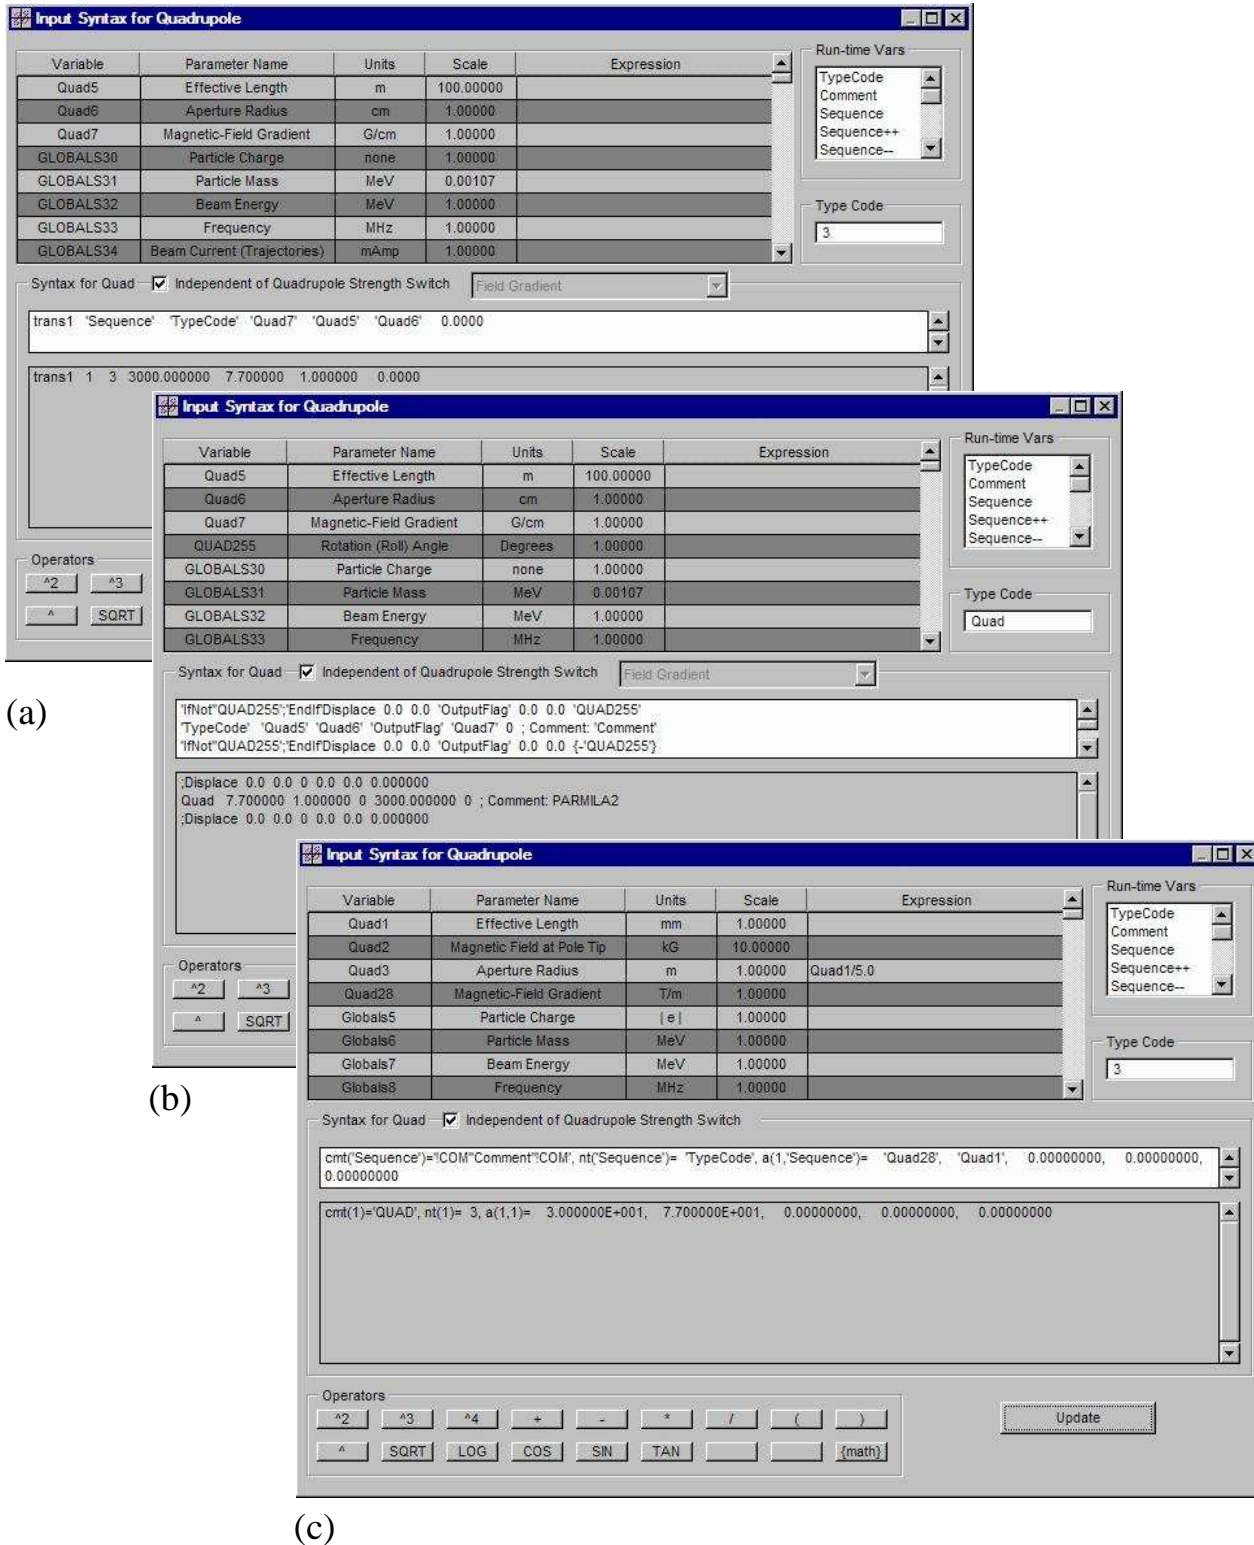 Input Syntax for Quadrupole
Variable Parameter Name Units Scale Expression
Quad5 Effective Length m 100.00000
Quad6 Aperture Radius cm 1.00000
Quad7 Magnetic-Field Gradient G/cm 1.00000
GLOBALS30 Particle Charge none 1.00000
GLOBALS31 Particle Mass MeV 0.00107
GLOBALS32 Beam Energy MeV 1.00000
GLOBALS33 Frequency MHz 1.00000
GLOBALS34 Beam Current (Trajectories) mAmp 1.00000
Run-time Vars
TypeCode
Comment
Sequence
Sequence++
Sequence--
Type Code
3
Syntax for Quad Independent of Quadrupole Strength Switch Field Gradient
trans1 'Sequence' 'TypeCode' 'Quad7' 'Quad5' 'Quad6' 0.0000
trans1 1 3 3000.000000 7.700000 1.000000 0.0000
Operators
^2 ^3
^ SQRT
(a)
Input Syntax for Quadrupole
Variable Parameter Name Units Scale Expression
Quad5 Effective Length m 100.00000
Quad6 Aperture Radius cm 1.00000
Quad7 Magnetic-Field Gradient G/cm 1.00000
QUAD255 Rotation (Roll) Angle Degrees 1.00000
GLOBALS30 Particle Charge none 1.00000
GLOBALS31 Particle Mass MeV 0.00107
GLOBALS32 Beam Energy MeV 1.00000
GLOBALS33 Frequency MHz 1.00000
Run-time Vars
TypeCode
Comment
Sequence
Sequence++
Sequence--
Type Code
Quad
Syntax for Quad Independent of Quadrupole Strength Switch Field Gradient
'IfNot''QUAD255';'EndIf'Displace 0.0 0.0 'OutputFlag' 0.0 0.0 'QUAD255'
'TypeCode' 'Quad5' 'Quad6' 'OutputFlag' 'Quad7' 0 ; Comment: 'Comment'
'IfNot''QUAD255';'EndIf'Displace 0.0 0.0 'OutputFlag' 0.0 0.0 {-'QUAD255'}
;Displace 0.0 0.0 0 0.0 0.0 0.000000
Quad 7.700000 1.000000 0 3000.000000 0 ; Comment: PARMILA2
;Displace 0.0 0.0 0 0.0 0.0 0.000000
Operators
^2 ^3
^ SQRT
(b)
Input Syntax for Quadrupole
Variable Parameter Name Units Scale Expression
Quad1 Effective Length mm 1.00000
Quad2 Magnetic Field at Pole Tip kG 10.00000
Quad3 Aperture Radius m 1.00000 Quad1/5.0
Quad28 Magnetic-Field Gradient T/m 1.00000
Globals5 Particle Charge |e| 1.00000
Globals6 Particle Mass MeV 1.00000
Globals7 Beam Energy MeV 1.00000
Globals8 Frequency MHz 1.00000
Run-time Vars
TypeCode
Comment
Sequence
Sequence++
Sequence--
Type Code
3
Syntax for Quad Independent of Quadrupole Strength Switch
cmt('Sequence')='!COM''Comment''!COM', nt('Sequence')= 'TypeCode', a(1,'Sequence')= 'Quad28', 'Quad1', 0.00000000, 0.00000000,
0.00000000
cmt(1)='QUAD', nt(1)= 3, a(1,1)= 3.000000E+001, 7.700000E+001, 0.00000000, 0.00000000, 0.00000000
Operators
^2 ^3 ^4 + - * / ( )
^ SQRT LOG COS SIN TAN {math}
Update
(c)